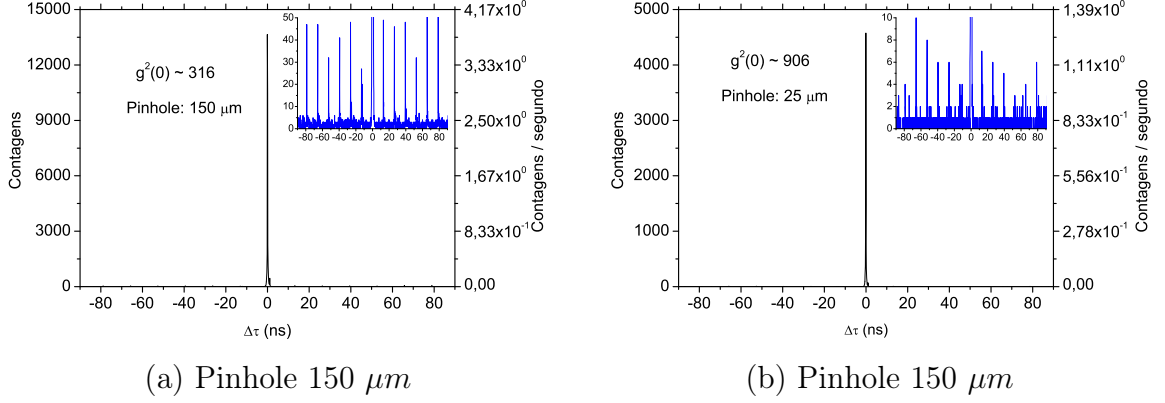 15000
12000
9000
6000
3000
0
Contagens
-80 -60 -40 -20 0 20 40 60 80
Δτ (ns)
4,17x10⁰
3,33x10⁰
2,50x10⁰
1,67x10⁰
8,33x10⁻¹
0,00
Contagens / segundo
g²(0) ~ 316
Pinhole: 150 μm
50
40
30
20
10
0
-80 -60 -40 -20 0 20 40 60 80
(a) Pinhole 150 μm
5000
4000
3000
2000
1000
0
Contagens
-80 -60 -40 -20 0 20 40 60 80
Δτ (ns)
1,39x10⁰
1,11x10⁰
8,33x10⁻¹
5,56x10⁻¹
2,78x10⁻¹
0,00
Contagens / segundo
g²(0) ~ 906
Pinhole: 25 μm
10
8
6
4
2
0
-80 -60 -40 -20 0 20 40 60 80
(b) Pinhole 150 μm